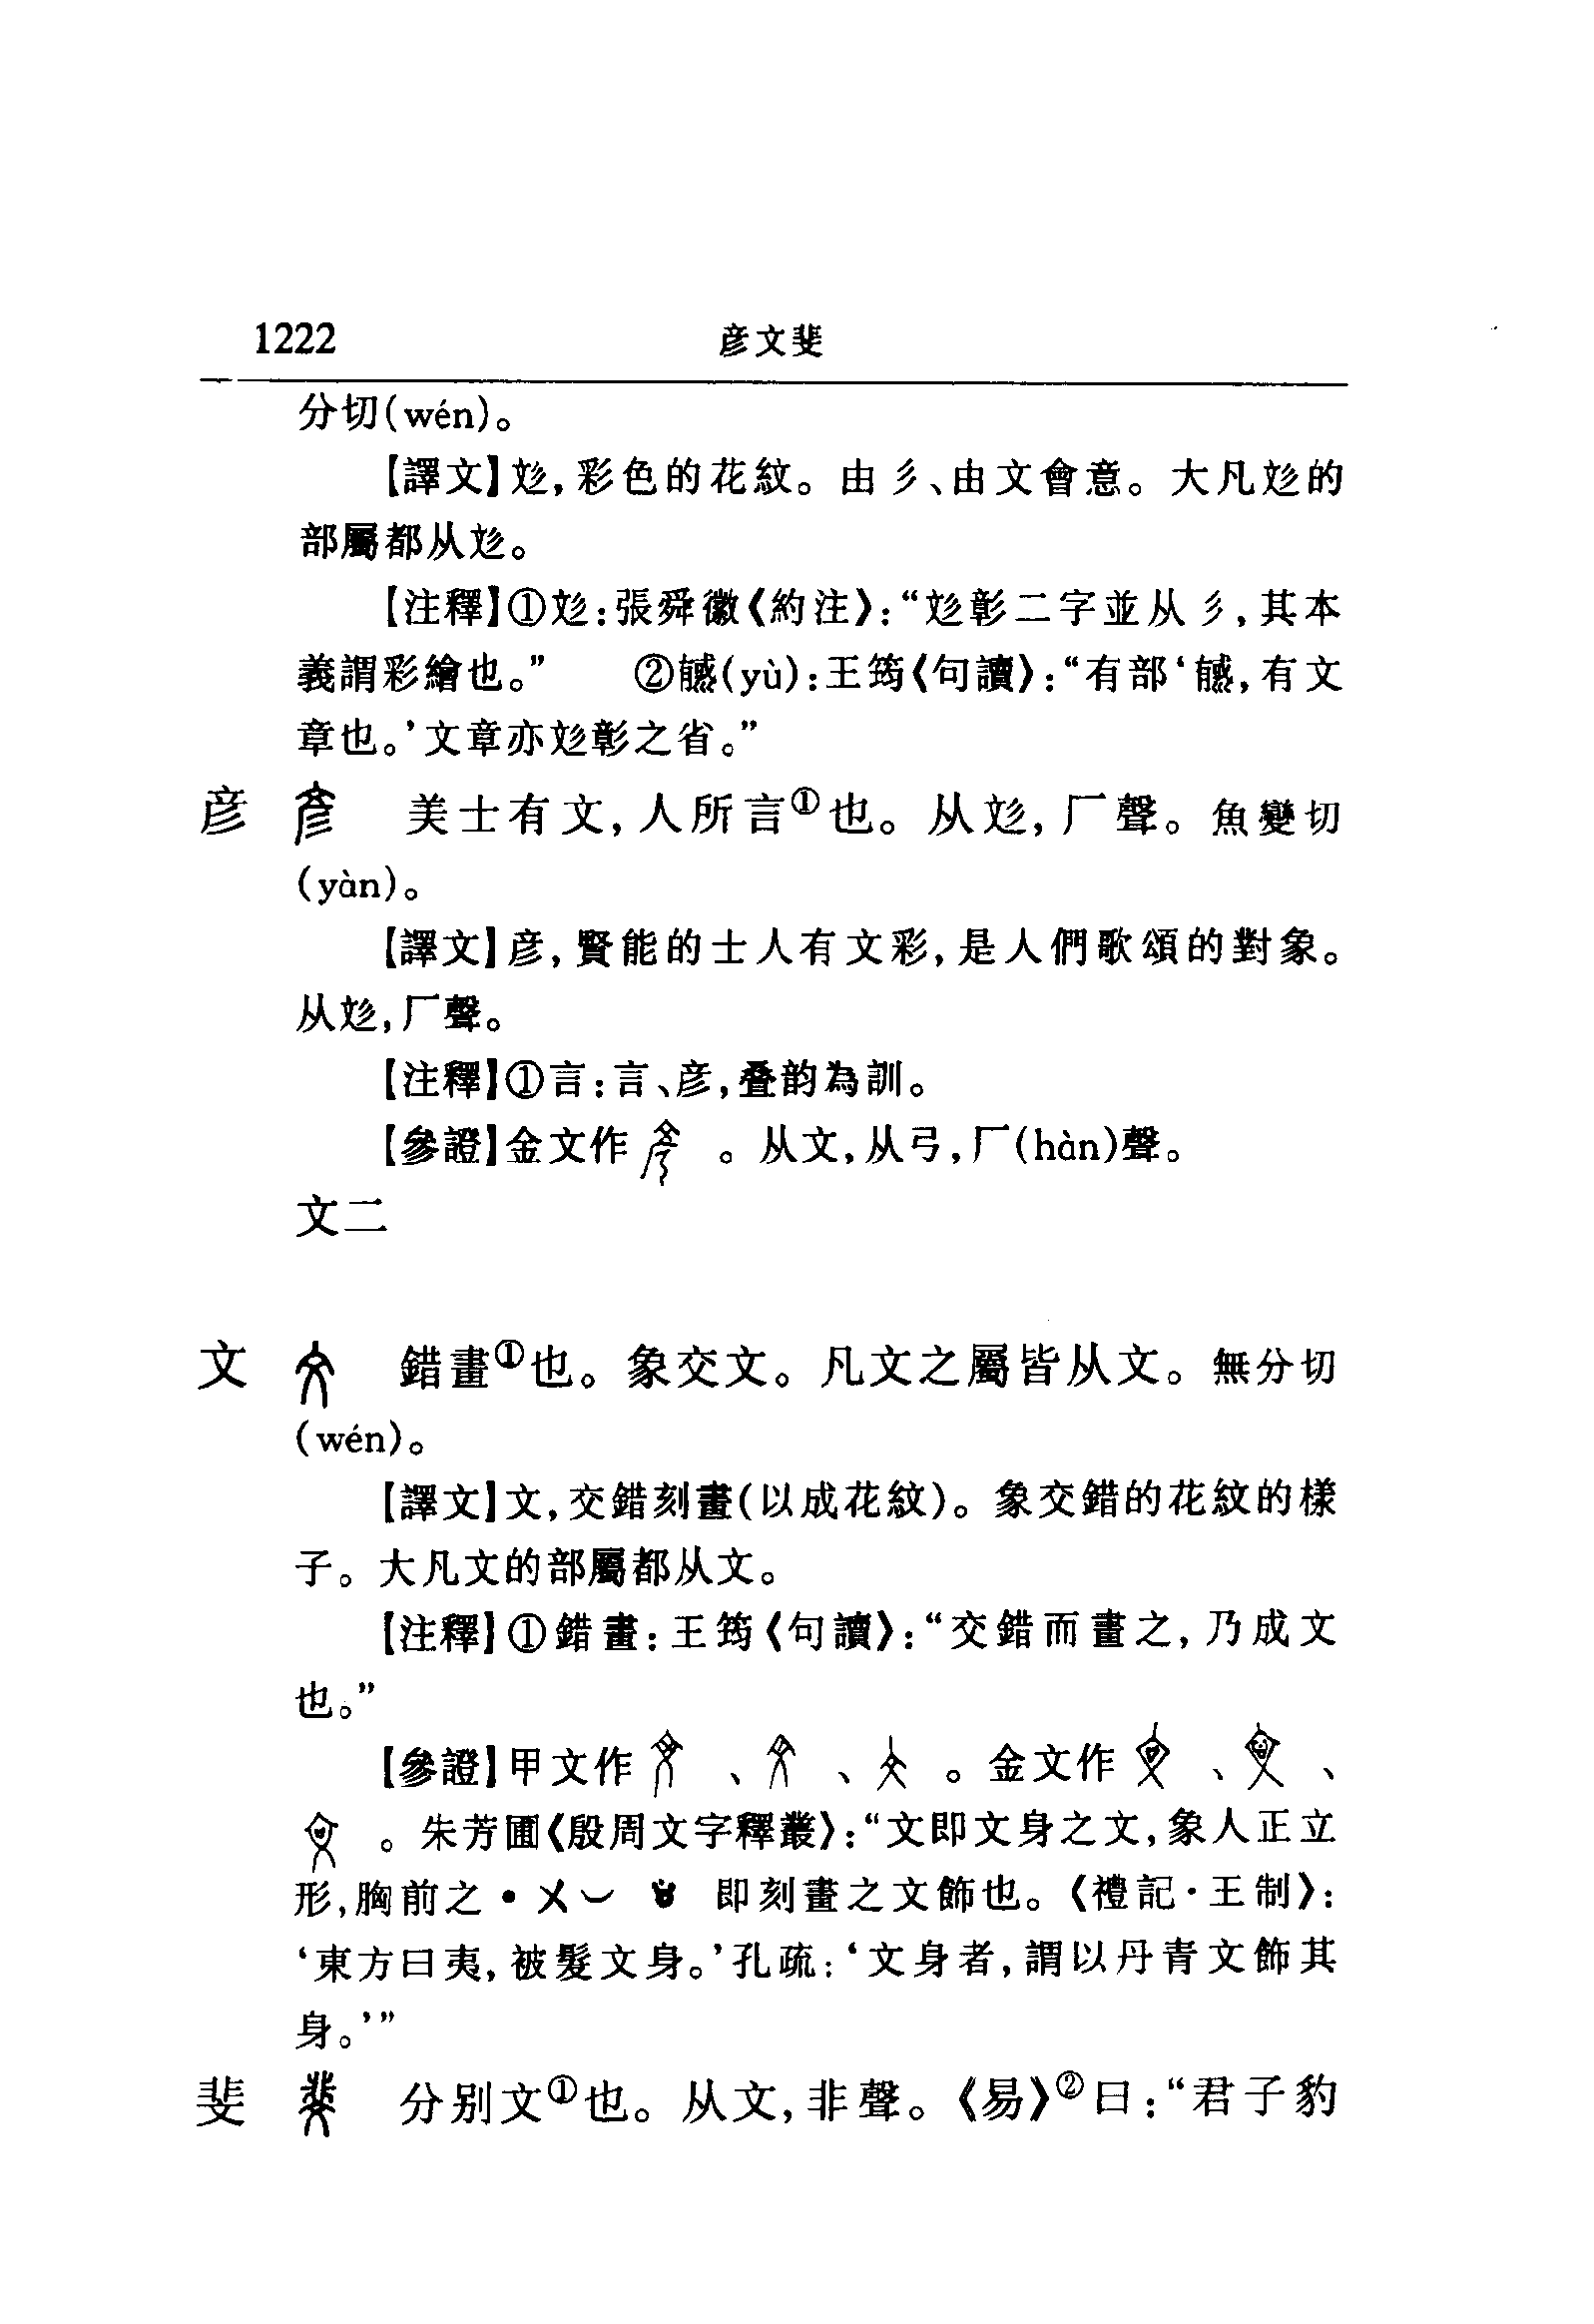 1222
彦文斐
分切(wén)。
【譯文】彣,彩色的花紋。由彡、由文會意。大凡彣的
部屬都从彣。
【注釋】①彣:張舜徽《約注》:“彣彰二字並从彡,其本
義謂彩繪也。” ②(yù):王筠《句讀》:“有部‘,有文
章也。’文章亦彣彰之省。”
彦 美士有文,人所言①也。从彣,厂聲。魚變切
(yàn)。
【譯文】彦,賢能的士人有文彩,是人們歌頌的對象。
从彣,厂聲。
【注釋】①言:言、彦,叠韵為訓。
【參證】金文作 。从文,从弓,厂(hàn)聲。
文二
文 錯畫①也。象交文。凡文之屬皆从文。無分切
(wén)。
【譯文】文,交錯刻畫(以成花紋)。象交錯的花紋的樣
子。大凡文的部屬都从文。
【注釋】①錯畫:王筠《句讀》:“交錯而畫之,乃成文
也。”
【參證】甲文作 、 、 。金文作 、 、
。朱芳圃《殷周文字釋叢》:“文即文身之文,象人正立
形,胸前之 即刻畫之文飾也。《禮記·王制》:
‘東方曰夷,被髮文身。’孔疏:‘文身者,謂以丹青文飾其
身。’”
斐 分别文①也。从文,非聲。《易》②曰:“君子豹